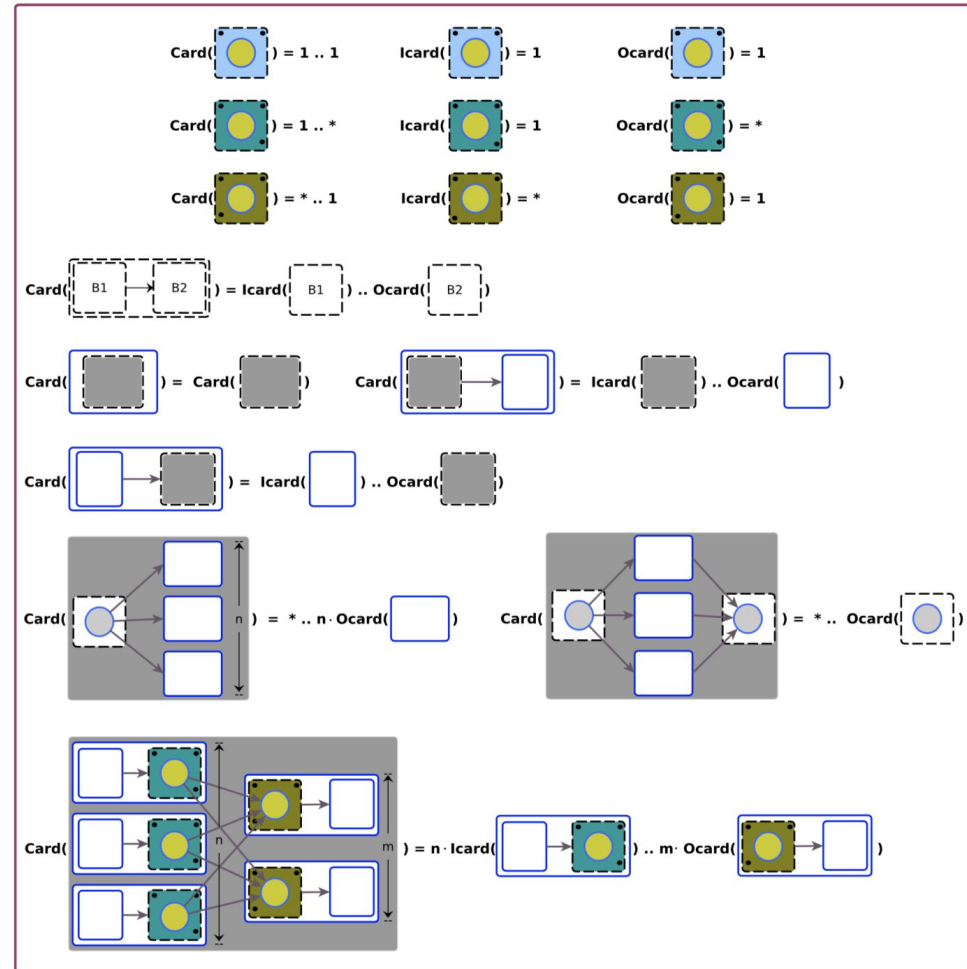 Card( ) = 1 .. 1 Icard( ) = 1 Ocard( ) = 1
Card( ) = 1 .. * Icard( ) = 1 Ocard( ) = *
Card( ) = * .. 1 Icard( ) = * Ocard( ) = 1
Card( B1 B2 ) = Icard( B1 ) .. Ocard( B2 )
Card( ) = Card( ) Card( ) = Icard( ) .. Ocard( )
Card( ) = Icard( ) .. Ocard( )
Card( n ) = * .. n· Ocard( ) Card( ) = * .. Ocard( )
Card( n m ) = n· Icard( ) .. m· Ocard( )